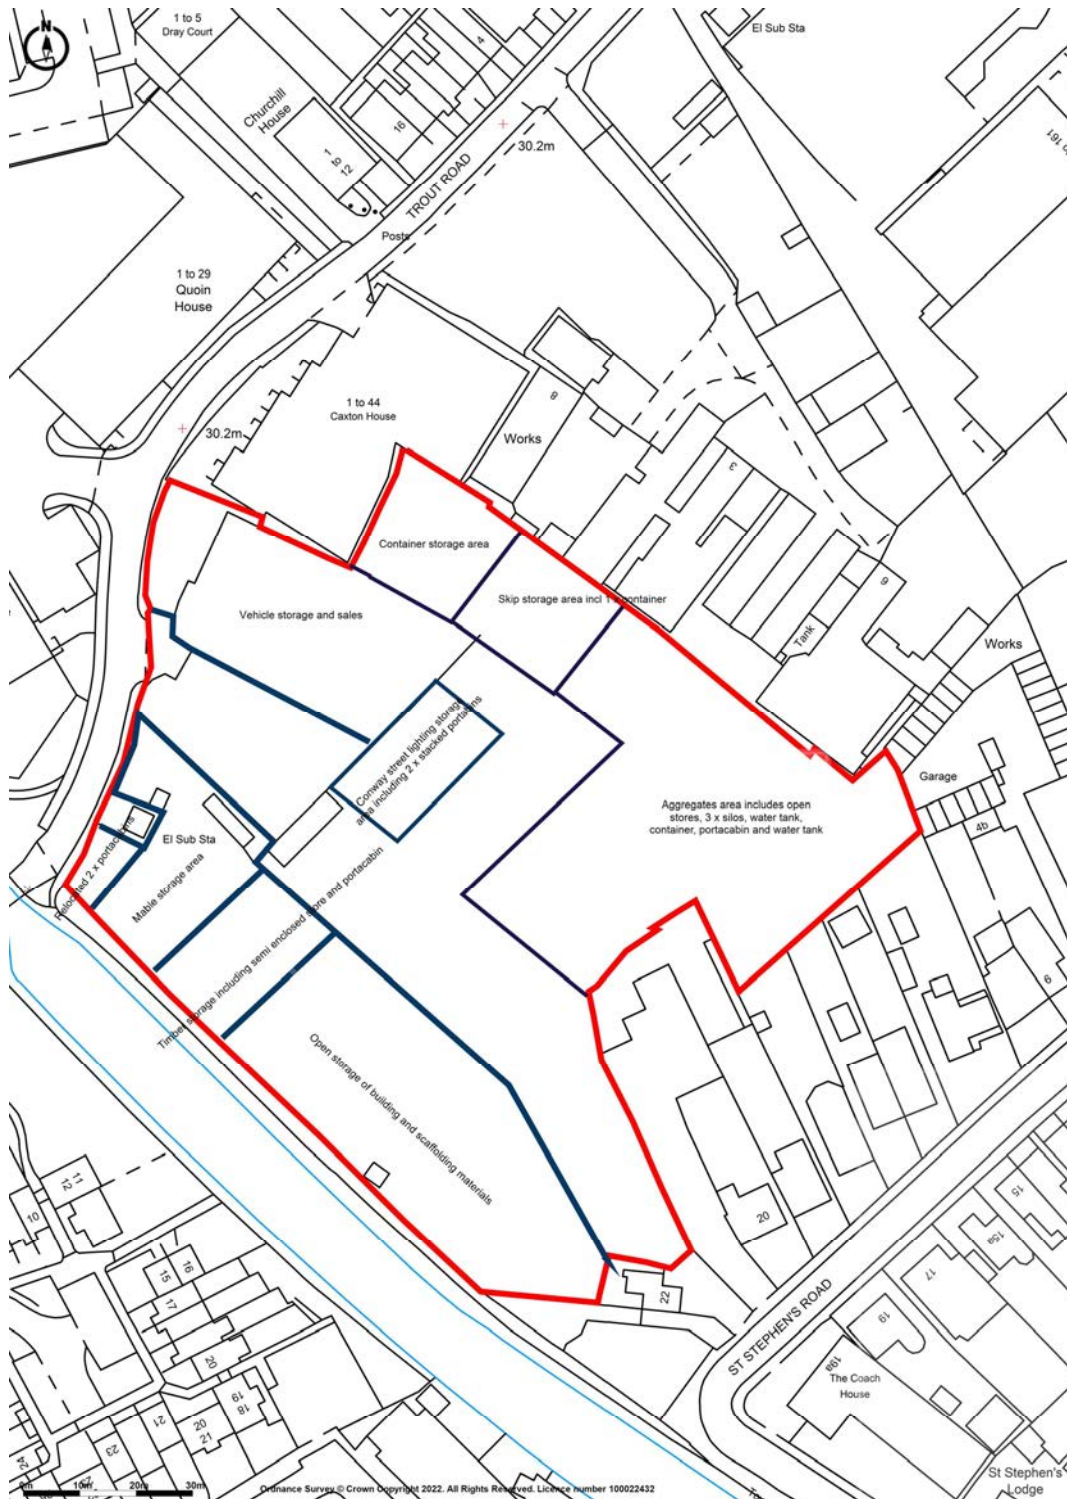 N
1 to 5
Dray Court
El Sub Sta
4
Churchill
House
16
1
to
12
30.2m
161
TROUT ROAD
Posts
1 to 29
Quoin
House
1 to 44
Caxton House
8
30.2m
Works
3
Container storage area
9
Skip storage area incl 1 x container
Vehicle storage and sales
Tank
Works
Conway street lighting storage
area including 2 x stacked portacabins
Garage
Aggregates area includes open
stores, 3 x silos, water tank,
container, portacabin and water tank
4b
El Sub Sta
Relocated 2 x portacabins
Mable storage area
Timber storage including semi enclosed store and portacabin
6
Open storage of building and scaffolding materials
11
12
10
15
16
17
20
15
15a
17
20
22
ST STEPHEN'S ROAD
19
19a
The Coach
House
19
18
20
21
21
23
24
St Stephen's
Lodge
0m
10m
20m
30m
Ordnance Survey © Crown Copyright 2022. All Rights Reserved. Licence number 100022432